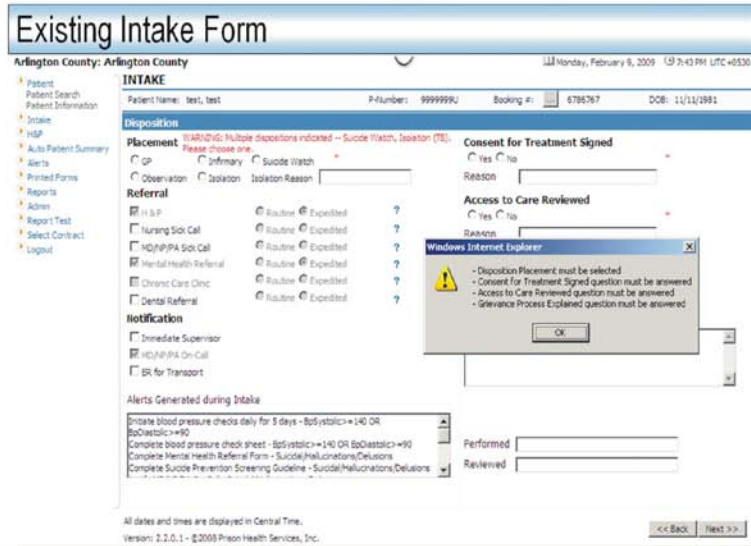 Existing Intake Form
Arlington County: Arlington County
Monday, February 9, 2009 7:43 PM UTC+0530
Patient
Patient Search
Patient Information
Intake
H&P
Auto Patient Summary
Alerts
Printed Forms
Reports
Admin
Report Test
Select Contract
Logout
INTAKE
Patient Name: test, test P-Number: 9999999U Booking #: ... 6786767 DOB: 11/11/1981
Disposition
Placement WARNING: Multiple dispositions indicated -- Suicide Watch, Isolation (TB). Please choose one.
GP Infirmary Suicide Watch *
Observation Isolation Isolation Reason
Referral
H & P Routine Expedited ?
Nursing Sick Call Routine Expedited ?
MD/NP/PA Sick Call Routine Expedited ?
Mental Health Referral Routine Expedited ?
Chronic Care Clinic Routine Expedited ?
Dental Referral Routine Expedited ?
Notification
Immediate Supervisor
MD/NP/PA On-Call
ER for Transport
Alerts Generated during Intake
Initiate blood pressure checks daily for 5 days - BpSystolic>=140 OR
BpDiastolic>=90
Complete blood pressure check sheet - BpSystolic>=140 OR BpDiastolic>=90
Complete Mental Health Referral Form - Suicidal/Hallucinations/Delusions
Complete Suicide Prevention Screening Guideline - Suicidal/Hallucinations/Delusions
Consent for Treatment Signed
Yes No *
Reason
Access to Care Reviewed
Yes No *
Reason
Windows Internet Explorer
- Disposition Placement must be selected
- Consent for Treatment Signed question must be answered
- Access to Care Reviewed question must be answered
- Grievance Process Explained question must be answered
OK
Performed
Reviewed
All dates and times are displayed in Central Time.
Version: 2.2.0.1 - ©2008 Prison Health Services, Inc.
<< Back Next >>